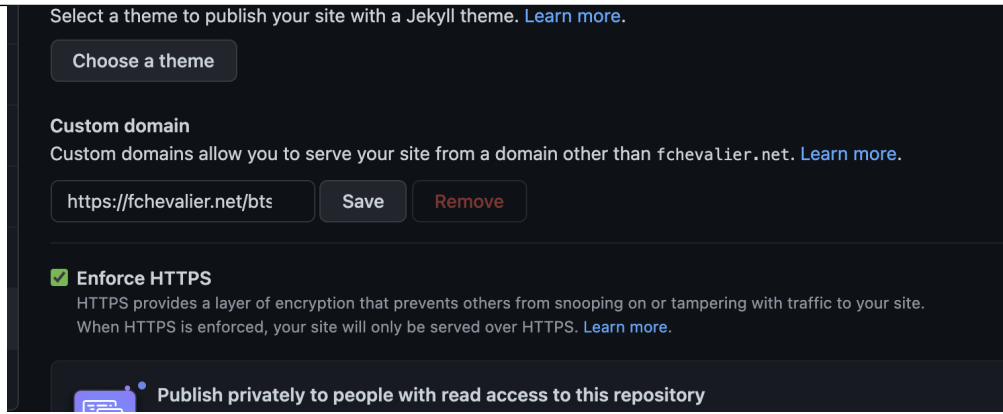 Select a theme to publish your site with a Jekyll theme. Learn more.
Choose a theme
Custom domain
Custom domains allow you to serve your site from a domain other than fchevalier.net. Learn more.
https://fchevalier.net/bts
Save
Remove
Enforce HTTPS
HTTPS provides a layer of encryption that prevents others from snooping on or tampering with traffic to your site.
When HTTPS is enforced, your site will only be served over HTTPS. Learn more.
Publish privately to people with read access to this repository